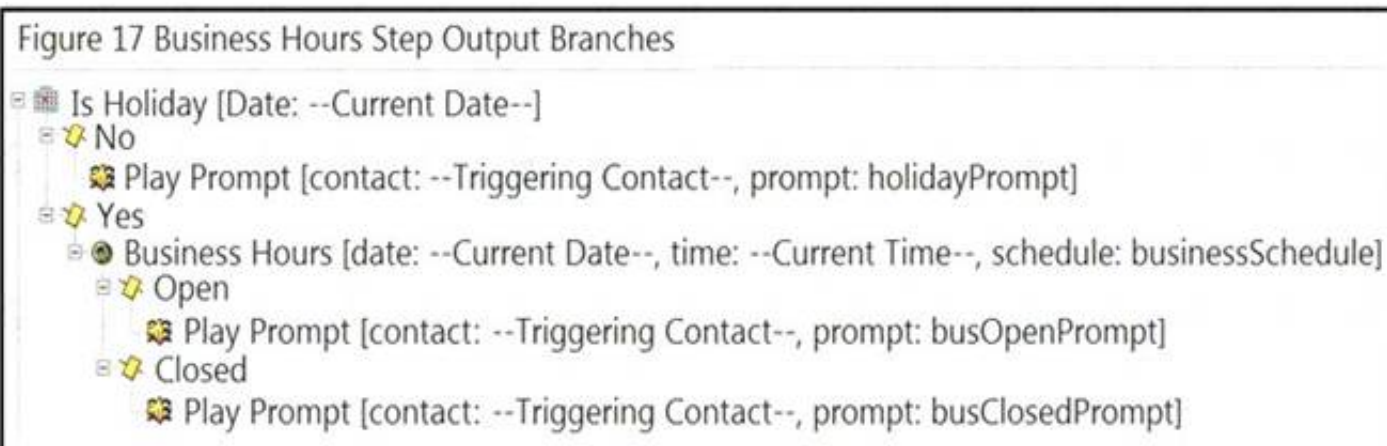 Figure 17 Business Hours Step Output Branches
Is Holiday [Date: --Current Date--]
No
Play Prompt [contact: --Triggering Contact--, prompt: holidayPrompt]
Yes
Business Hours [date: --Current Date--, time: --Current Time--, schedule: businessSchedule]
Open
Play Prompt [contact: --Triggering Contact--, prompt: busOpenPrompt]
Closed
Play Prompt [contact: --Triggering Contact--, prompt: busClosedPrompt]